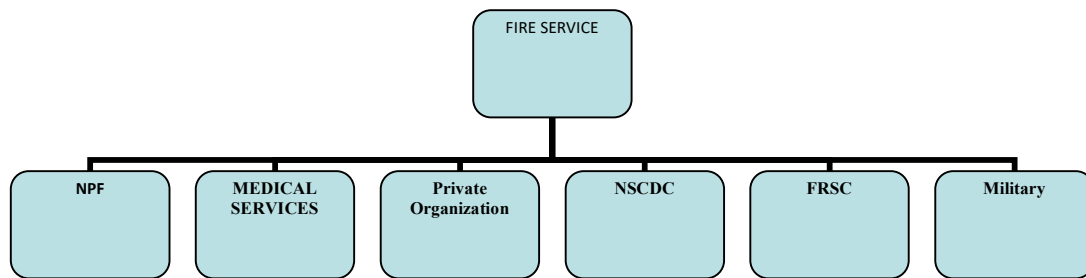 FIRE SERVICE
NPF
MEDICAL
SERVICES
Private
Organization
NSCDC
FRSC
Military